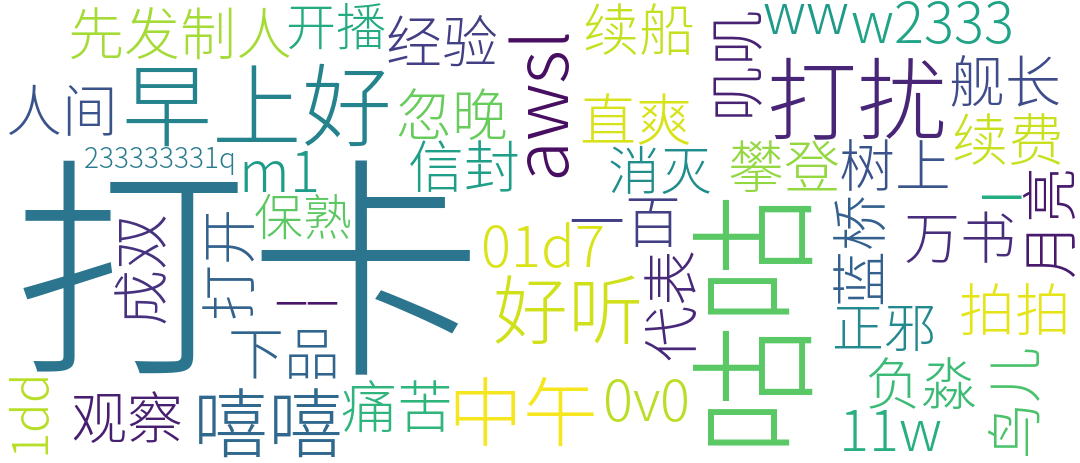 先发制人
开播
经验
awsl
续船
叽叽
ww
w2333
人间
早上好
忽晚
直爽
打扰
舰长
续费
233333331q
m1
信封
消灭
攀登
树上
打卡
保熟
成双
打开
01d7
一百
咕咕
蓝桥
万书
一
月亮
下品
一一
好听
代表
正邪
拍拍
1dd
观察
嘻嘻
痛苦
中午
0v0
11w
负淼
鸟儿